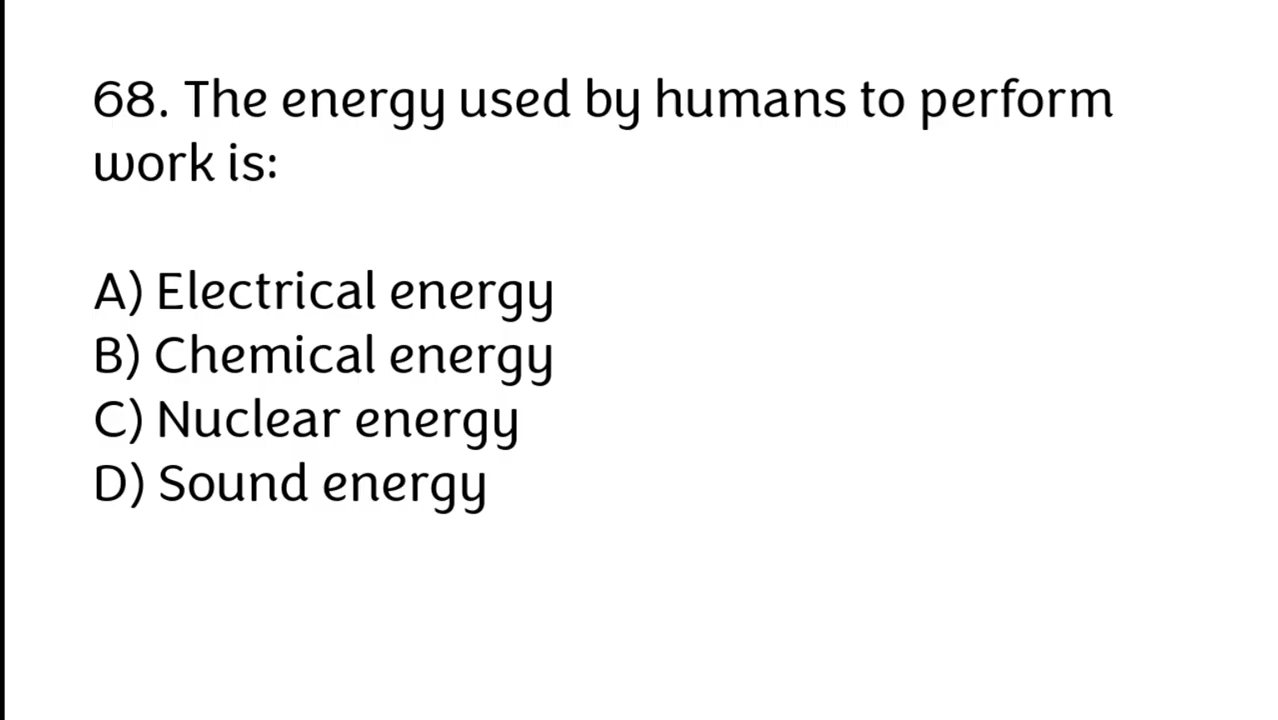 68. The energy used by humans to perform
work is:
A) Electrical energy
B) Chemical energy
C) Nuclear energy
D) Sound energy